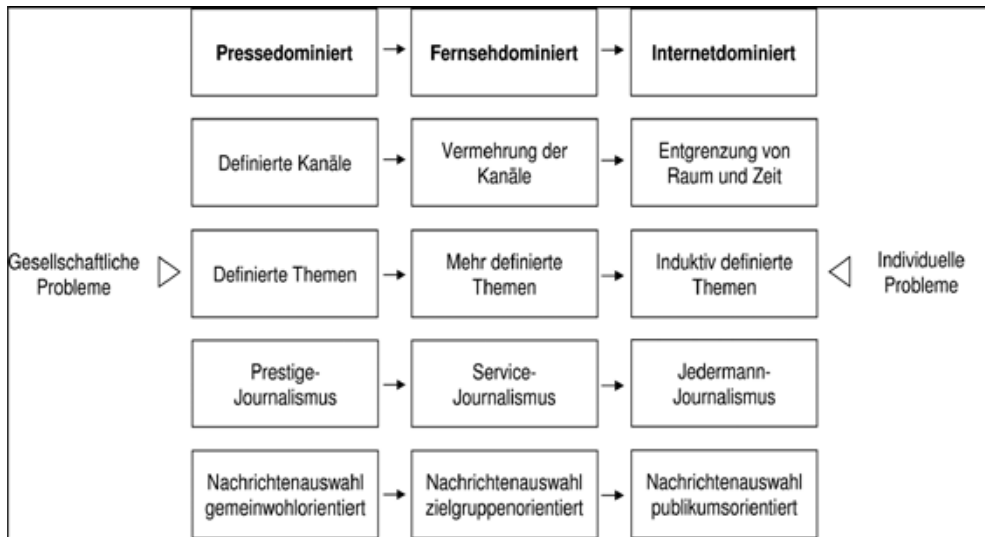 Pressedominiert
Fernsehdominiert
Internetdominiert
Definierte Kanäle
Vermehrung der
Kanäle
Entgrenzung von
Raum und Zeit
Gesellschaftliche
Probleme
Definierte Themen
Mehr definierte
Themen
Induktiv definierte
Themen
Individuelle
Probleme
Prestige-
Journalismus
Service-
Journalismus
Jedermann-
Journalismus
Nachrichtenauswahl
gemeinwohlorientiert
Nachrichtenauswahl
zielgruppenorientiert
Nachrichtenauswahl
publikumsorientiert